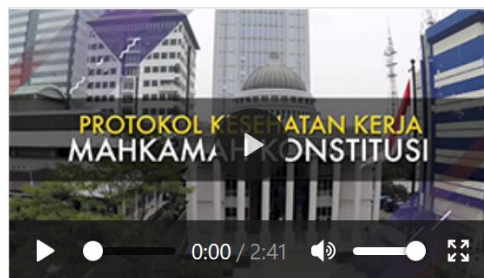 PROTOKOL KESEHATAN KERJA
MAHKAMAH KONSTITUSI
0:00 / 2:41